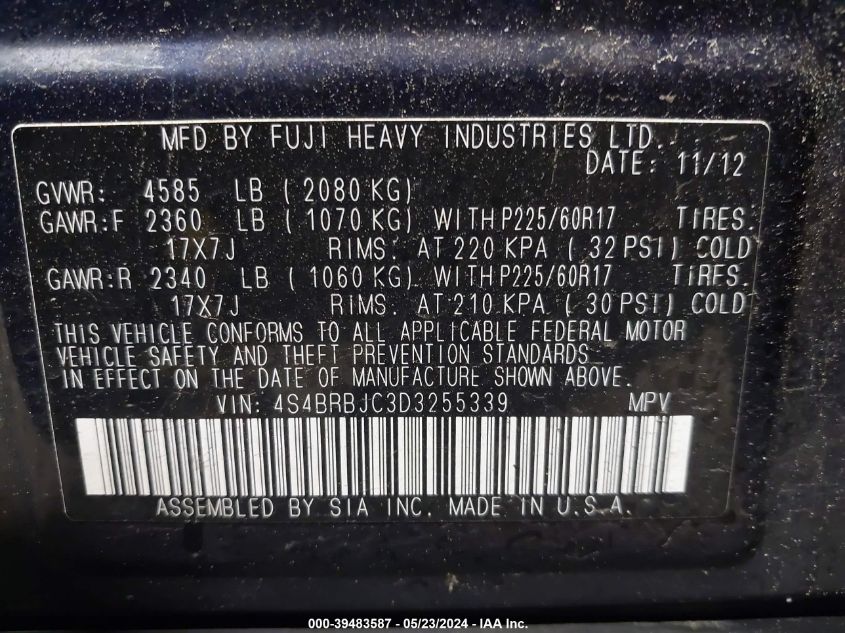 MFD BY FUJI HEAVY INDUSTRIES LTD.
DATE: 11/12
GVWR: 4585 LB ( 2080 KG)
GAWR:F 2360 LB ( 1070 KG) WITH P225/60R17 TIRES.
17X7J RIMS. AT 220 KPA ( 32 PSI) COLD
GAWR:R 2340 LB ( 1060 KG) WITH P225/60R17 TIRES.
17X7J RIMS. AT 210 KPA ( 30 PSI) COLD
THIS VEHICLE CONFORMS TO ALL APPLICABLE FEDERAL MOTOR
VEHICLE SAFETY AND THEFT PREVENTION STANDARDS
IN EFFECT ON THE DATE OF MANUFACTURE SHOWN ABOVE.
VIN: 4S4BRBJC3D3255339 MPV
ASSEMBLED BY SIA INC. MADE IN U.S.A.
000-39483587 - 05/23/2024 - IAA Inc.